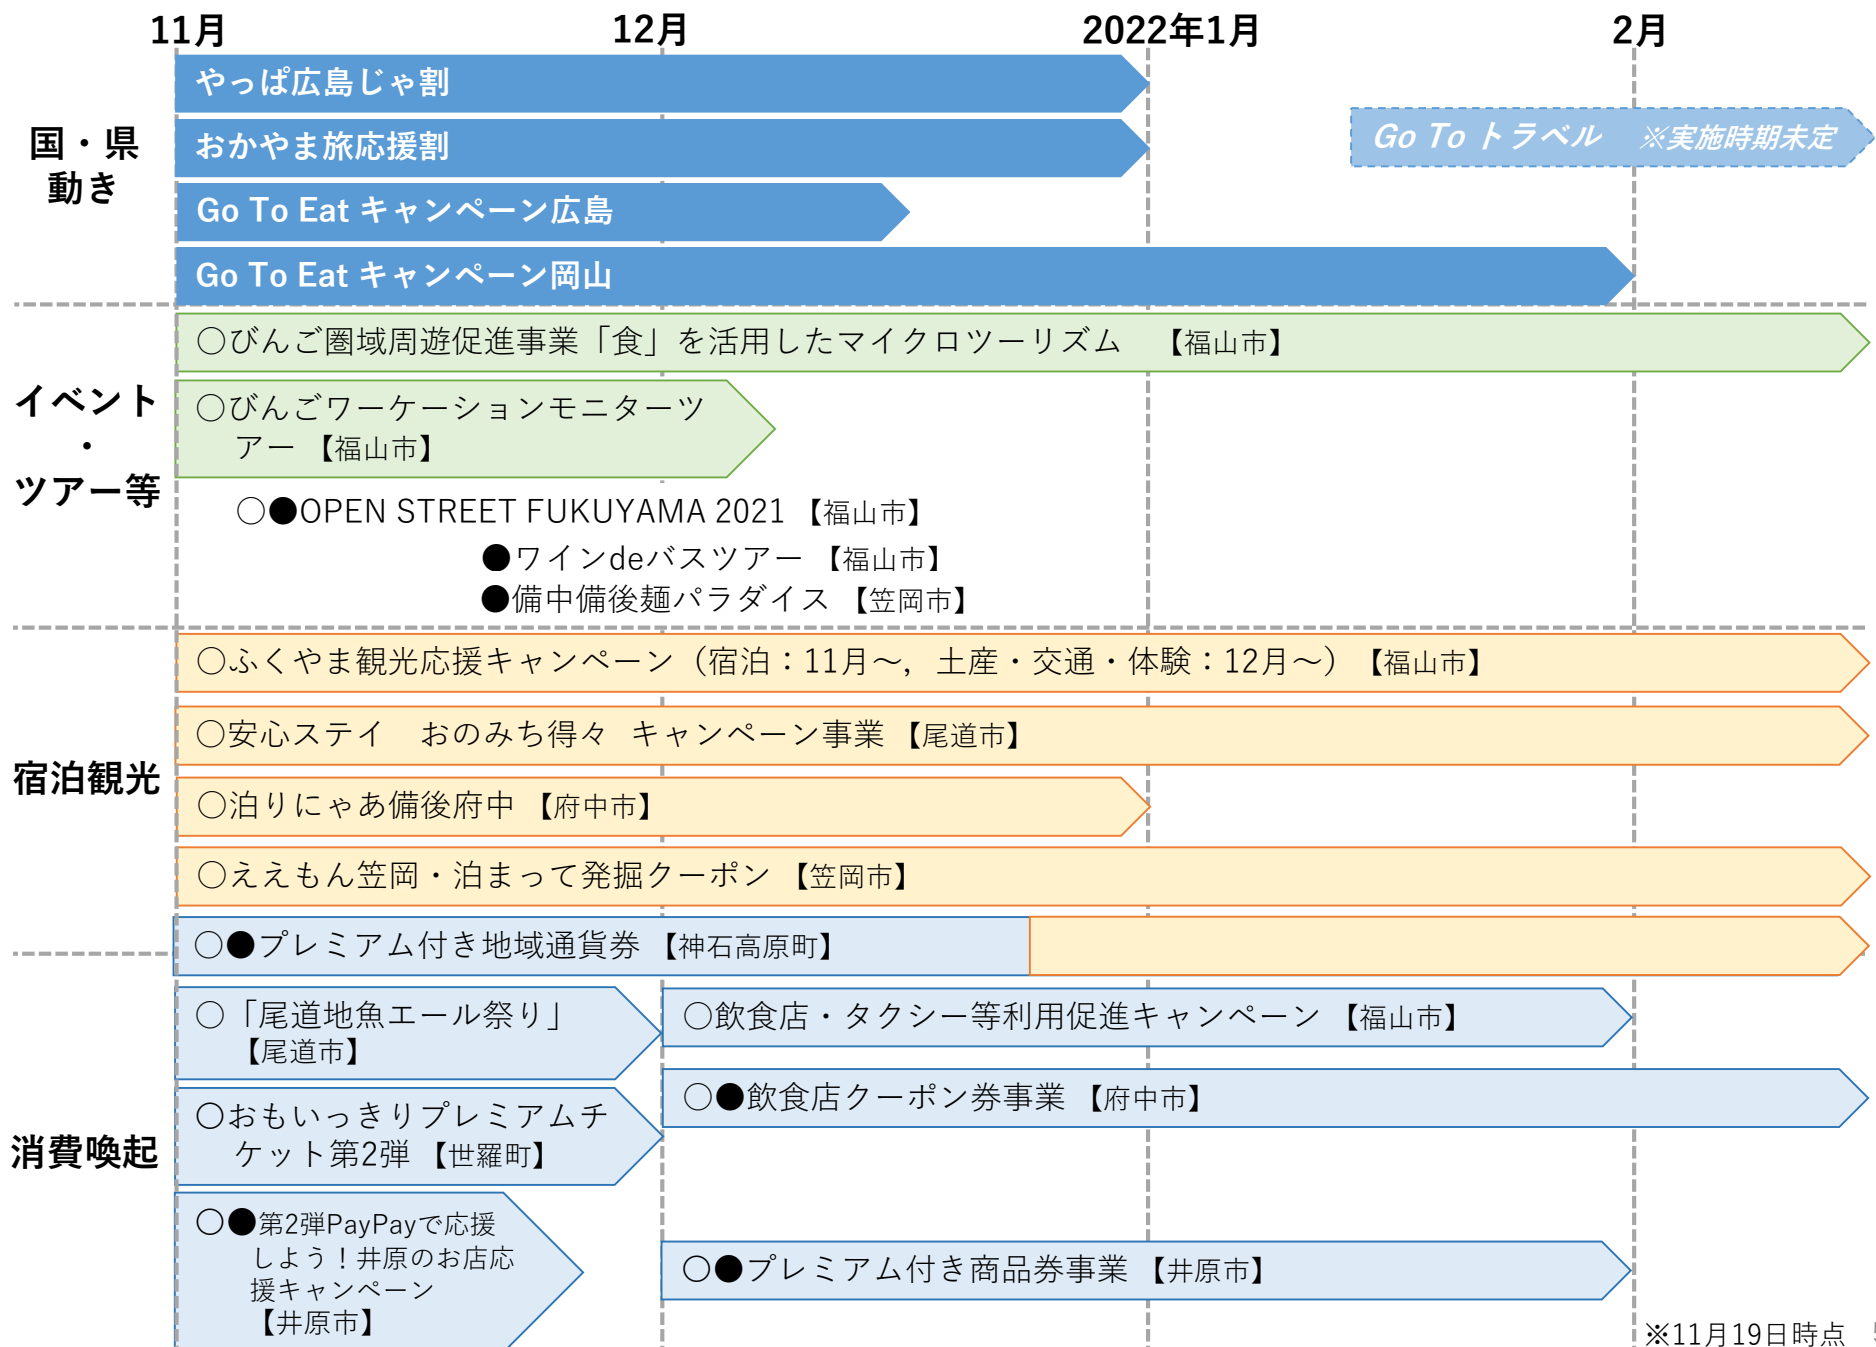 11月 12月 2022年1月 2月
国・県
動き
やっぱ広島じゃ割
おかやま旅応援割
Go To トラベル　※実施時期未定
Go To Eat キャンペーン広島
Go To Eat キャンペーン岡山
イベント
・
ツアー等
○びんご圏域周遊促進事業「食」を活用したマイクロツーリズム　【福山市】
○びんごワーケーションモニターツ
アー 【福山市】
○●OPEN STREET FUKUYAMA 2021 【福山市】
●ワインdeバスツアー 【福山市】
●備中備後麺パラダイス 【笠岡市】
宿泊観光
○ふくやま観光応援キャンペーン（宿泊：11月～，土産・交通・体験：12月～）【福山市】
○安心ステイ　おのみち得々 キャンペーン事業 【尾道市】
○泊りにゃあ備後府中 【府中市】
○ええもん笠岡・泊まって発掘クーポン 【笠岡市】
○●プレミアム付き地域通貨券 【神石高原町】
消費喚起
○「尾道地魚エール祭り」
【尾道市】
○飲食店・タクシー等利用促進キャンペーン 【福山市】
○●飲食店クーポン券事業 【府中市】
○おもいっきりプレミアムチ
ケット第2弾 【世羅町】
○●第2弾PayPayで応援
しよう！井原のお店応
援キャンペーン
【井原市】
○●プレミアム付き商品券事業 【井原市】
※11月19日時点